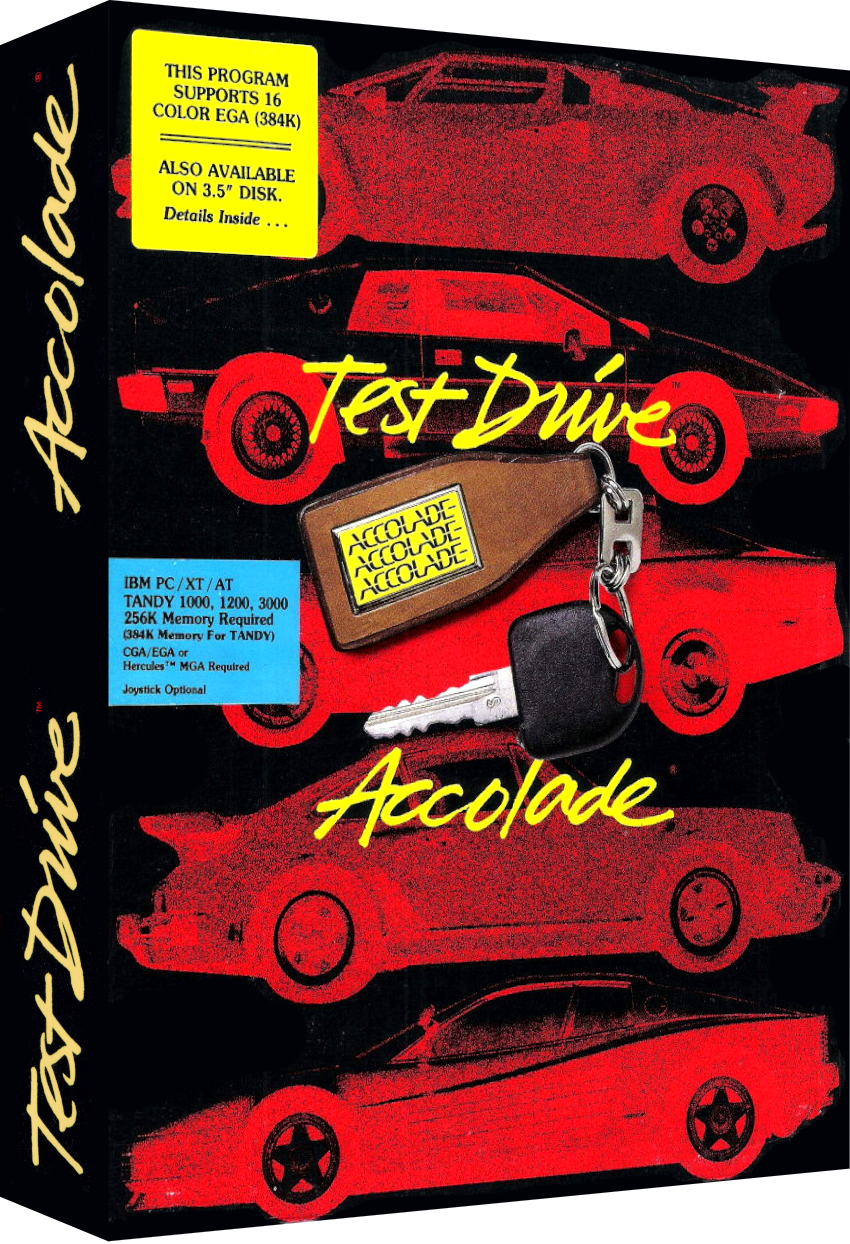 Accolade®
Test Drive™
THIS PROGRAM
SUPPORTS 16
COLOR EGA (384K)
ALSO AVAILABLE
ON 3.5" DISK.
Details Inside . . .
Test Drive™
ACCOLADE
ACCOLADE
ACCOLADE
IBM PC/XT/AT
TANDY 1000, 1200, 3000
256K Memory Required
(384K Memory For TANDY)
CGA/EGA or
Hercules™ MGA Required
Joystick Optional
Accolade®